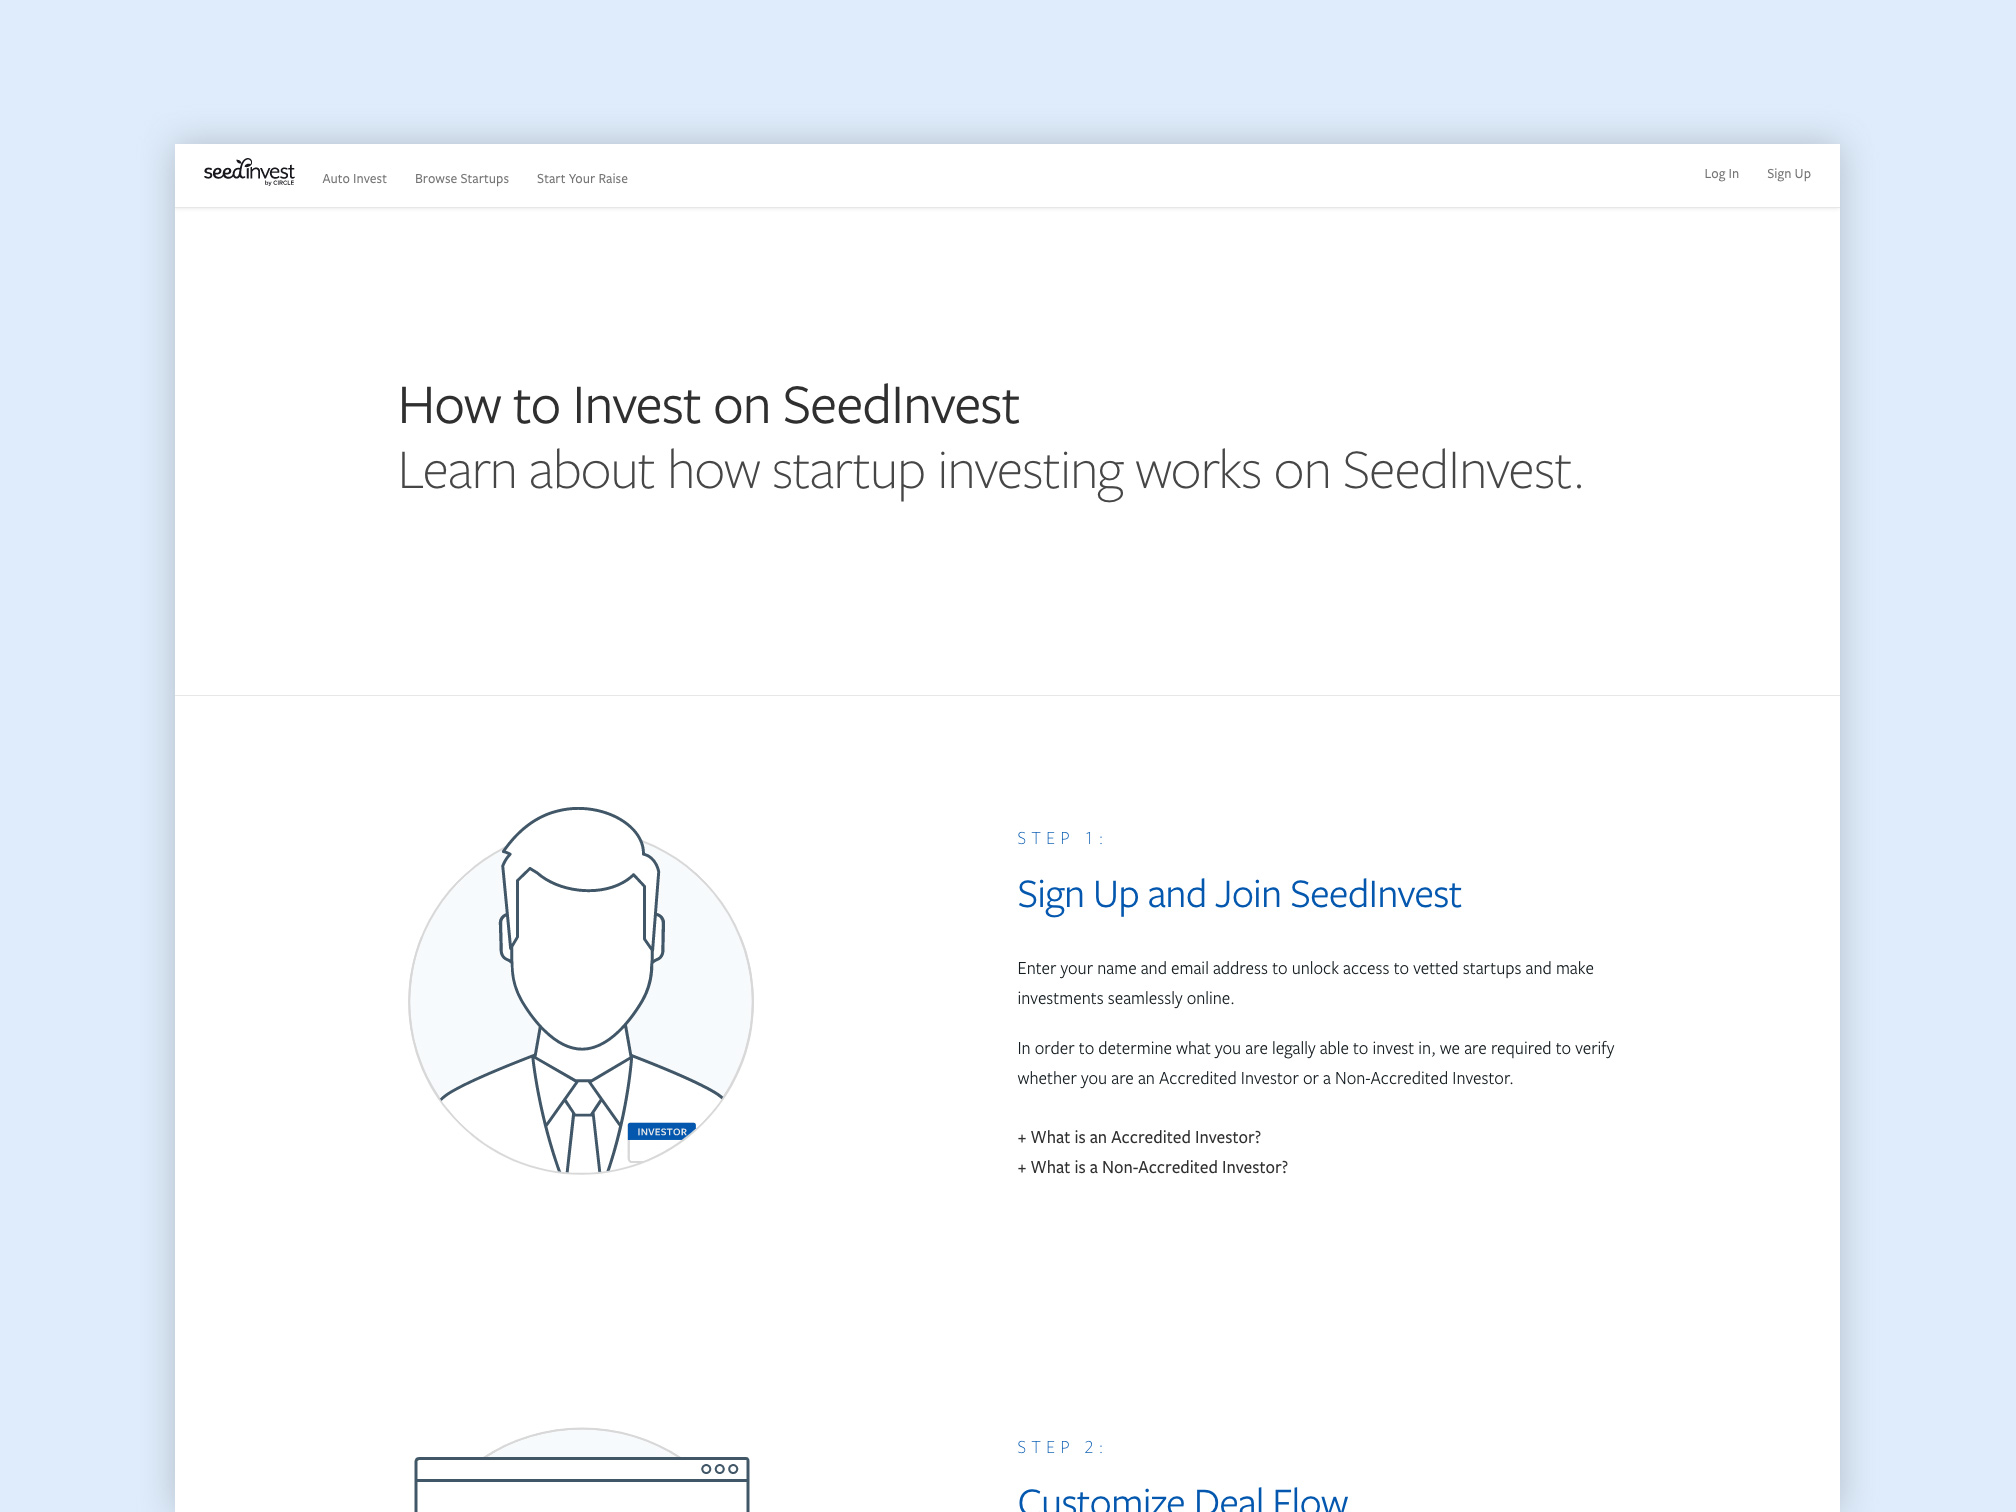 seedinvest
by CIRCLE
Auto Invest
Browse Startups
Start Your Raise
Log In
Sign Up
How to Invest on SeedInvest
Learn about how startup investing works on SeedInvest.
STEP 1:
Sign Up and Join SeedInvest
Enter your name and email address to unlock access to vetted startups and make
investments seamlessly online.
In order to determine what you are legally able to invest in, we are required to verify
whether you are an Accredited Investor or a Non-Accredited Investor.
+ What is an Accredited Investor?
+ What is a Non-Accredited Investor?
INVESTOR
STEP 2:
Customize Deal Flow